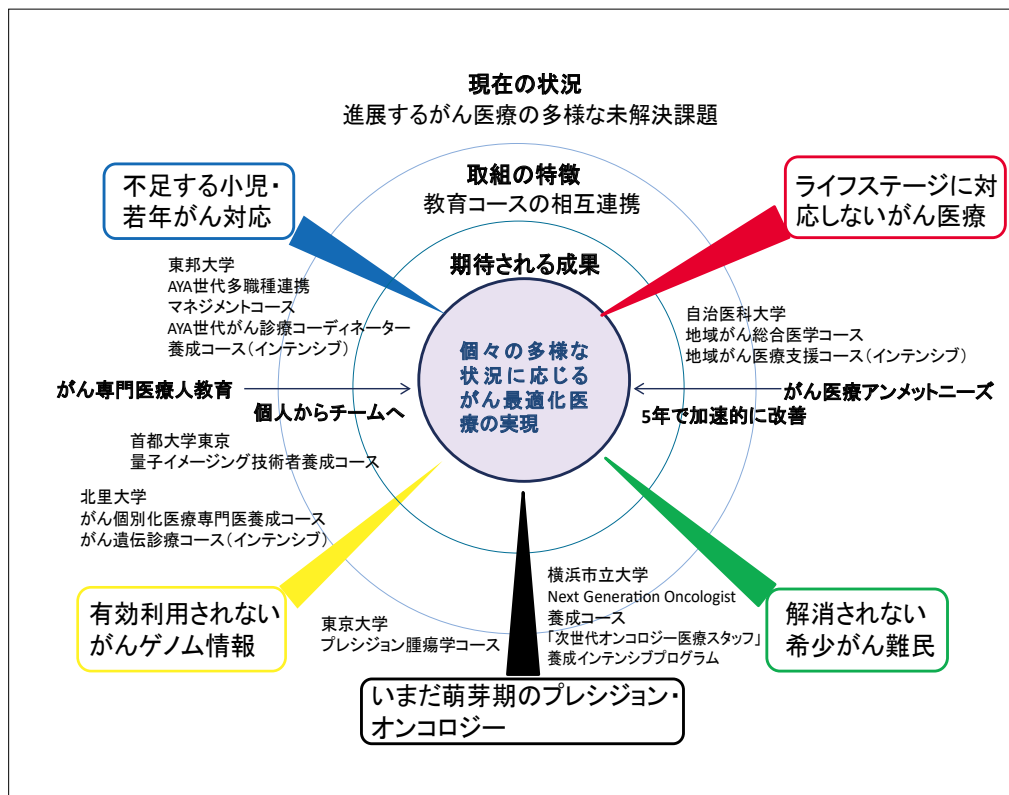 現在の状況
進展するがん医療の多様な未解決課題
取組の特徴
教育コースの相互連携
期待される成果
不足する小児・
若年がん対応
ライフステージに対
応しないがん医療
東邦大学
AYA世代多職種連携
マネジメントコース
AYA世代がん診療コーディネーター
養成コース(インテンシブ)
自治医科大学
地域がん総合医学コース
地域がん医療支援コース(インテンシブ)
個々の多様な
状況に応じる
がん最適化医
療の実現
がん専門医療人教育
個人からチームへ
がん医療アンメットニーズ
5年で加速的に改善
首都大学東京
量子イメージング技術者養成コース
北里大学
がん個別化医療専門医養成コース
がん遺伝診療コース(インテンシブ)
有効利用されない
がんゲノム情報
東京大学
プレシジョン腫瘍学コース
横浜市立大学
Next Generation Oncologist
養成コース
「次世代オンコロジー医療スタッフ」
養成インテンシブプログラム
解消されない
希少がん難民
いまだ萌芽期のプレシジョン・
オンコロジー